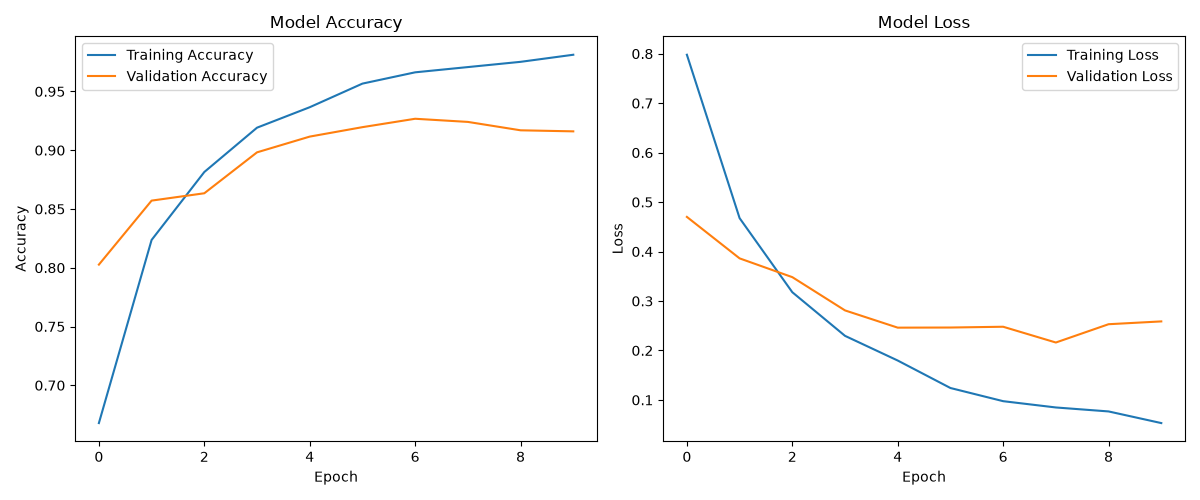 Model Accuracy
Training Accuracy
Validation Accuracy
0.95
0.90
0.85
0.80
0.75
0.70
Accuracy
0 2 4 6 8
Epoch
Model Loss
Training Loss
Validation Loss
0.8
0.7
0.6
0.5
0.4
0.3
0.2
0.1
Loss
0 2 4 6 8
Epoch